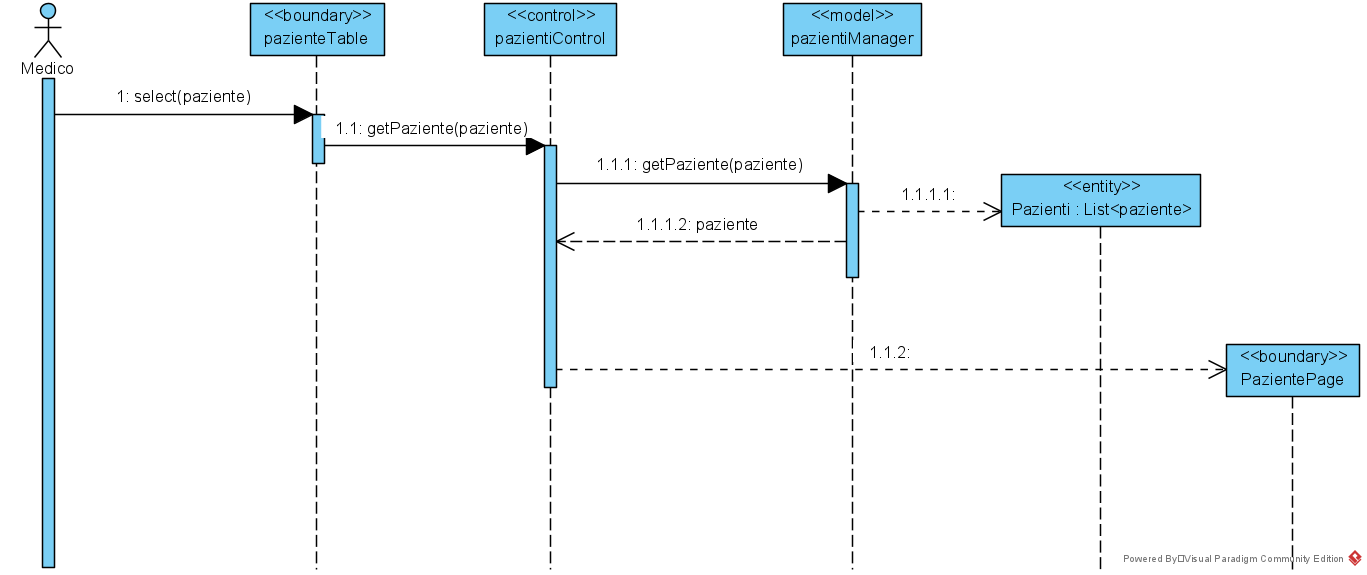 <<boundary>>
pazienteTable
<<control>>
pazientiControl
<<model>>
pazientiManager
Medico
1: select(paziente)
1.1: getPaziente(paziente)
1.1.1: getPaziente(paziente)
<<entity>>
Pazienti : List<paziente>
1.1.1.1:
1.1.1.2: paziente
1.1.2:
<<boundary>>
PazientePage
Powered By Visual Paradigm Community Edition